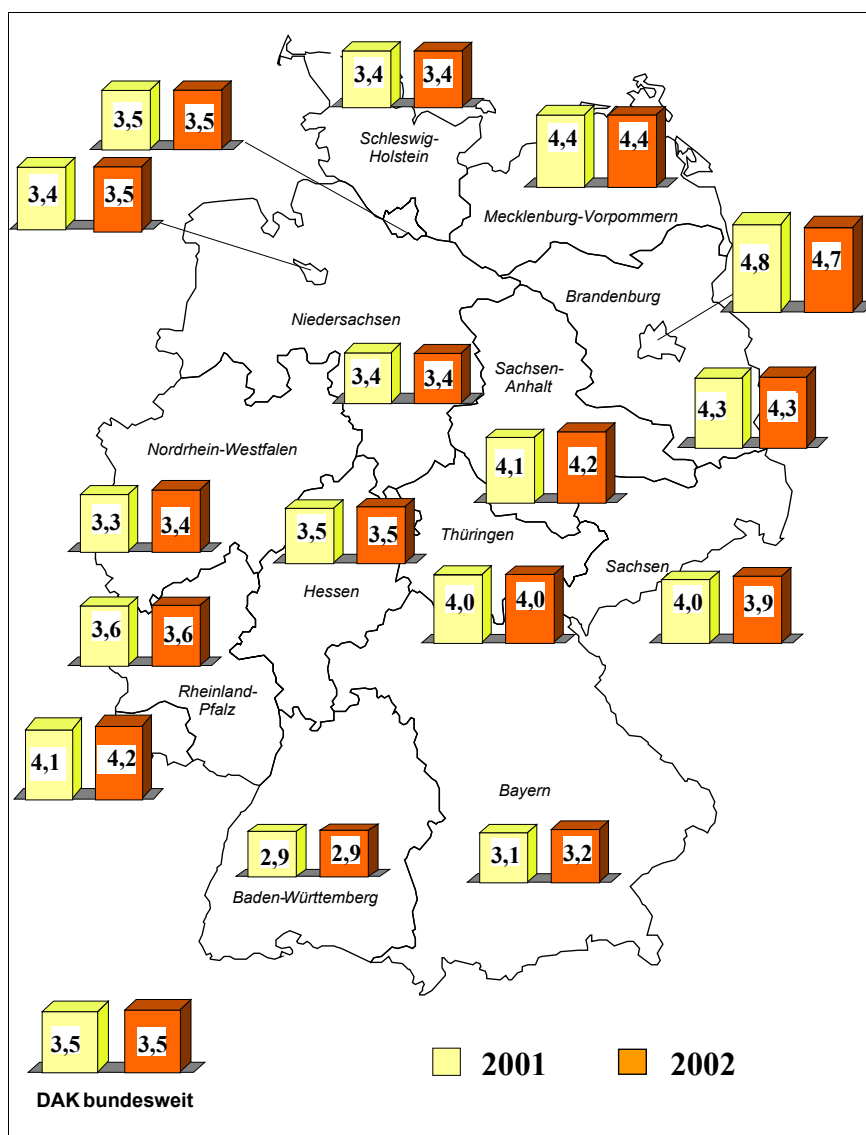 3,4 3,4
3,5 3,5
Schleswig-
Holstein
4,4 4,4
3,4 3,5
Mecklenburg-Vorpommern
4,8 4,7
Brandenburg
Niedersachsen
3,4 3,4
Sachsen-
Anhalt
4,3 4,3
Nordrhein-Westfalen
4,1 4,2
3,3 3,4
3,5 3,5
Thüringen
Sachsen
Hessen
4,0 4,0
4,0 3,9
3,6 3,6
Rheinland-
Pfalz
4,1 4,2
Bayern
2,9 2,9
3,1 3,2
Baden-Württemberg
3,5 3,5
2001 2002
DAK bundesweit